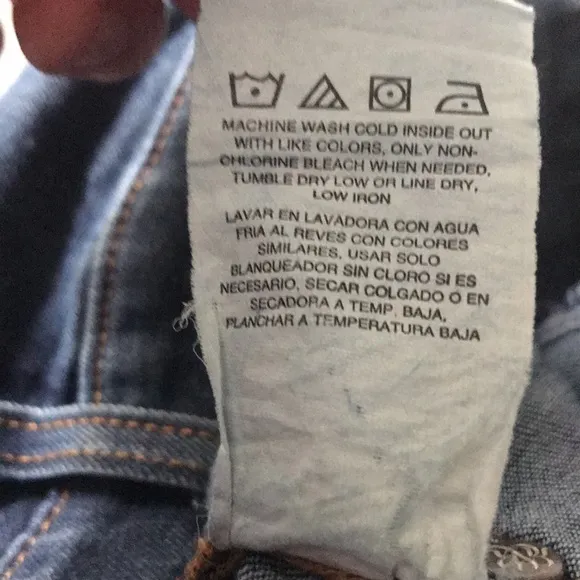 MACHINE WASH COLD INSIDE OUT
WITH LIKE COLORS, ONLY NON-
CHLORINE BLEACH WHEN NEEDED,
TUMBLE DRY LOW OR LINE DRY,
LOW IRON
LAVAR EN LAVADORA CON AGUA
FRIA AL REVES CON COLORES
SIMILARES, USAR SOLO
BLANQUEADOR SIN CLORO SI ES
NECESARIO, SECAR COLGADO O EN
SECADORA A TEMP. BAJA,
PLANCHAR A TEMPERATURA BAJA